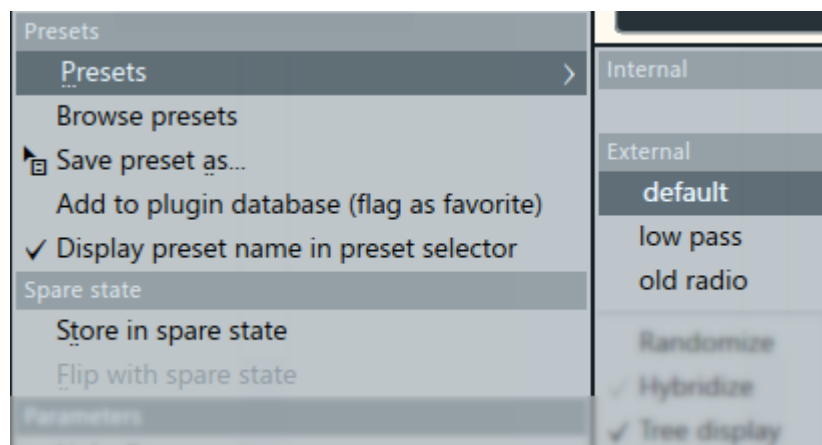 Presets
Presets
Browse presets
Save preset as...
Add to plugin database (flag as favorite)
Display preset name in preset selector
Spare state
Store in spare state
Flip with spare state
Parameters
Internal
External
default
low pass
old radio
Randomize
Hybridize
Tree display